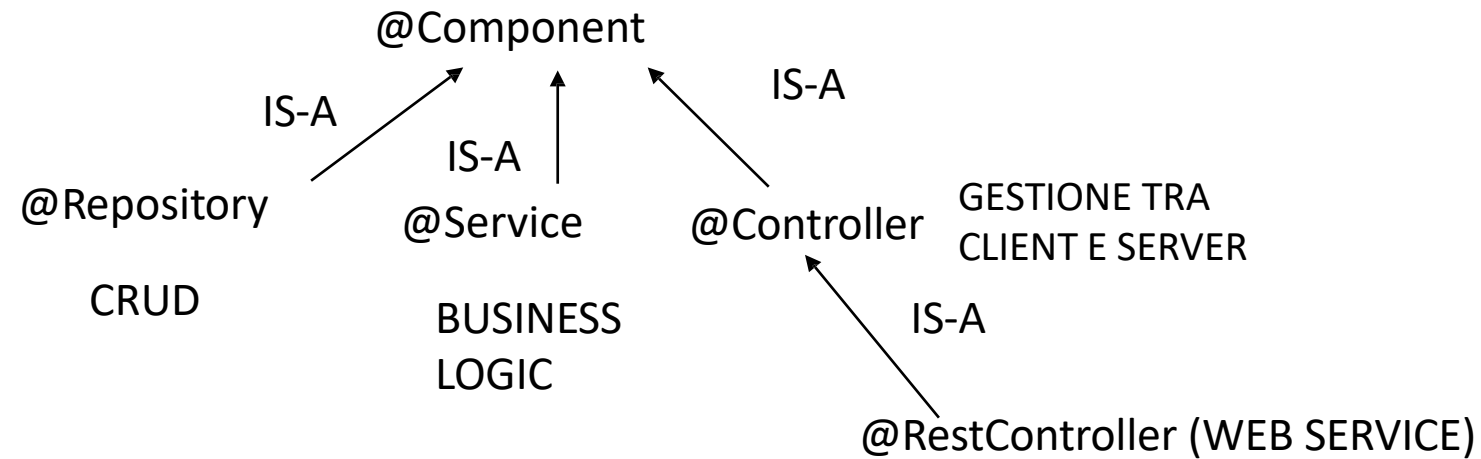 @Component
IS-A
IS-A
IS-A
@Repository
@Service
@Controller
GESTIONE TRA
CLIENT E SERVER
CRUD
BUSINESS
LOGIC
IS-A
@RestController (WEB SERVICE)